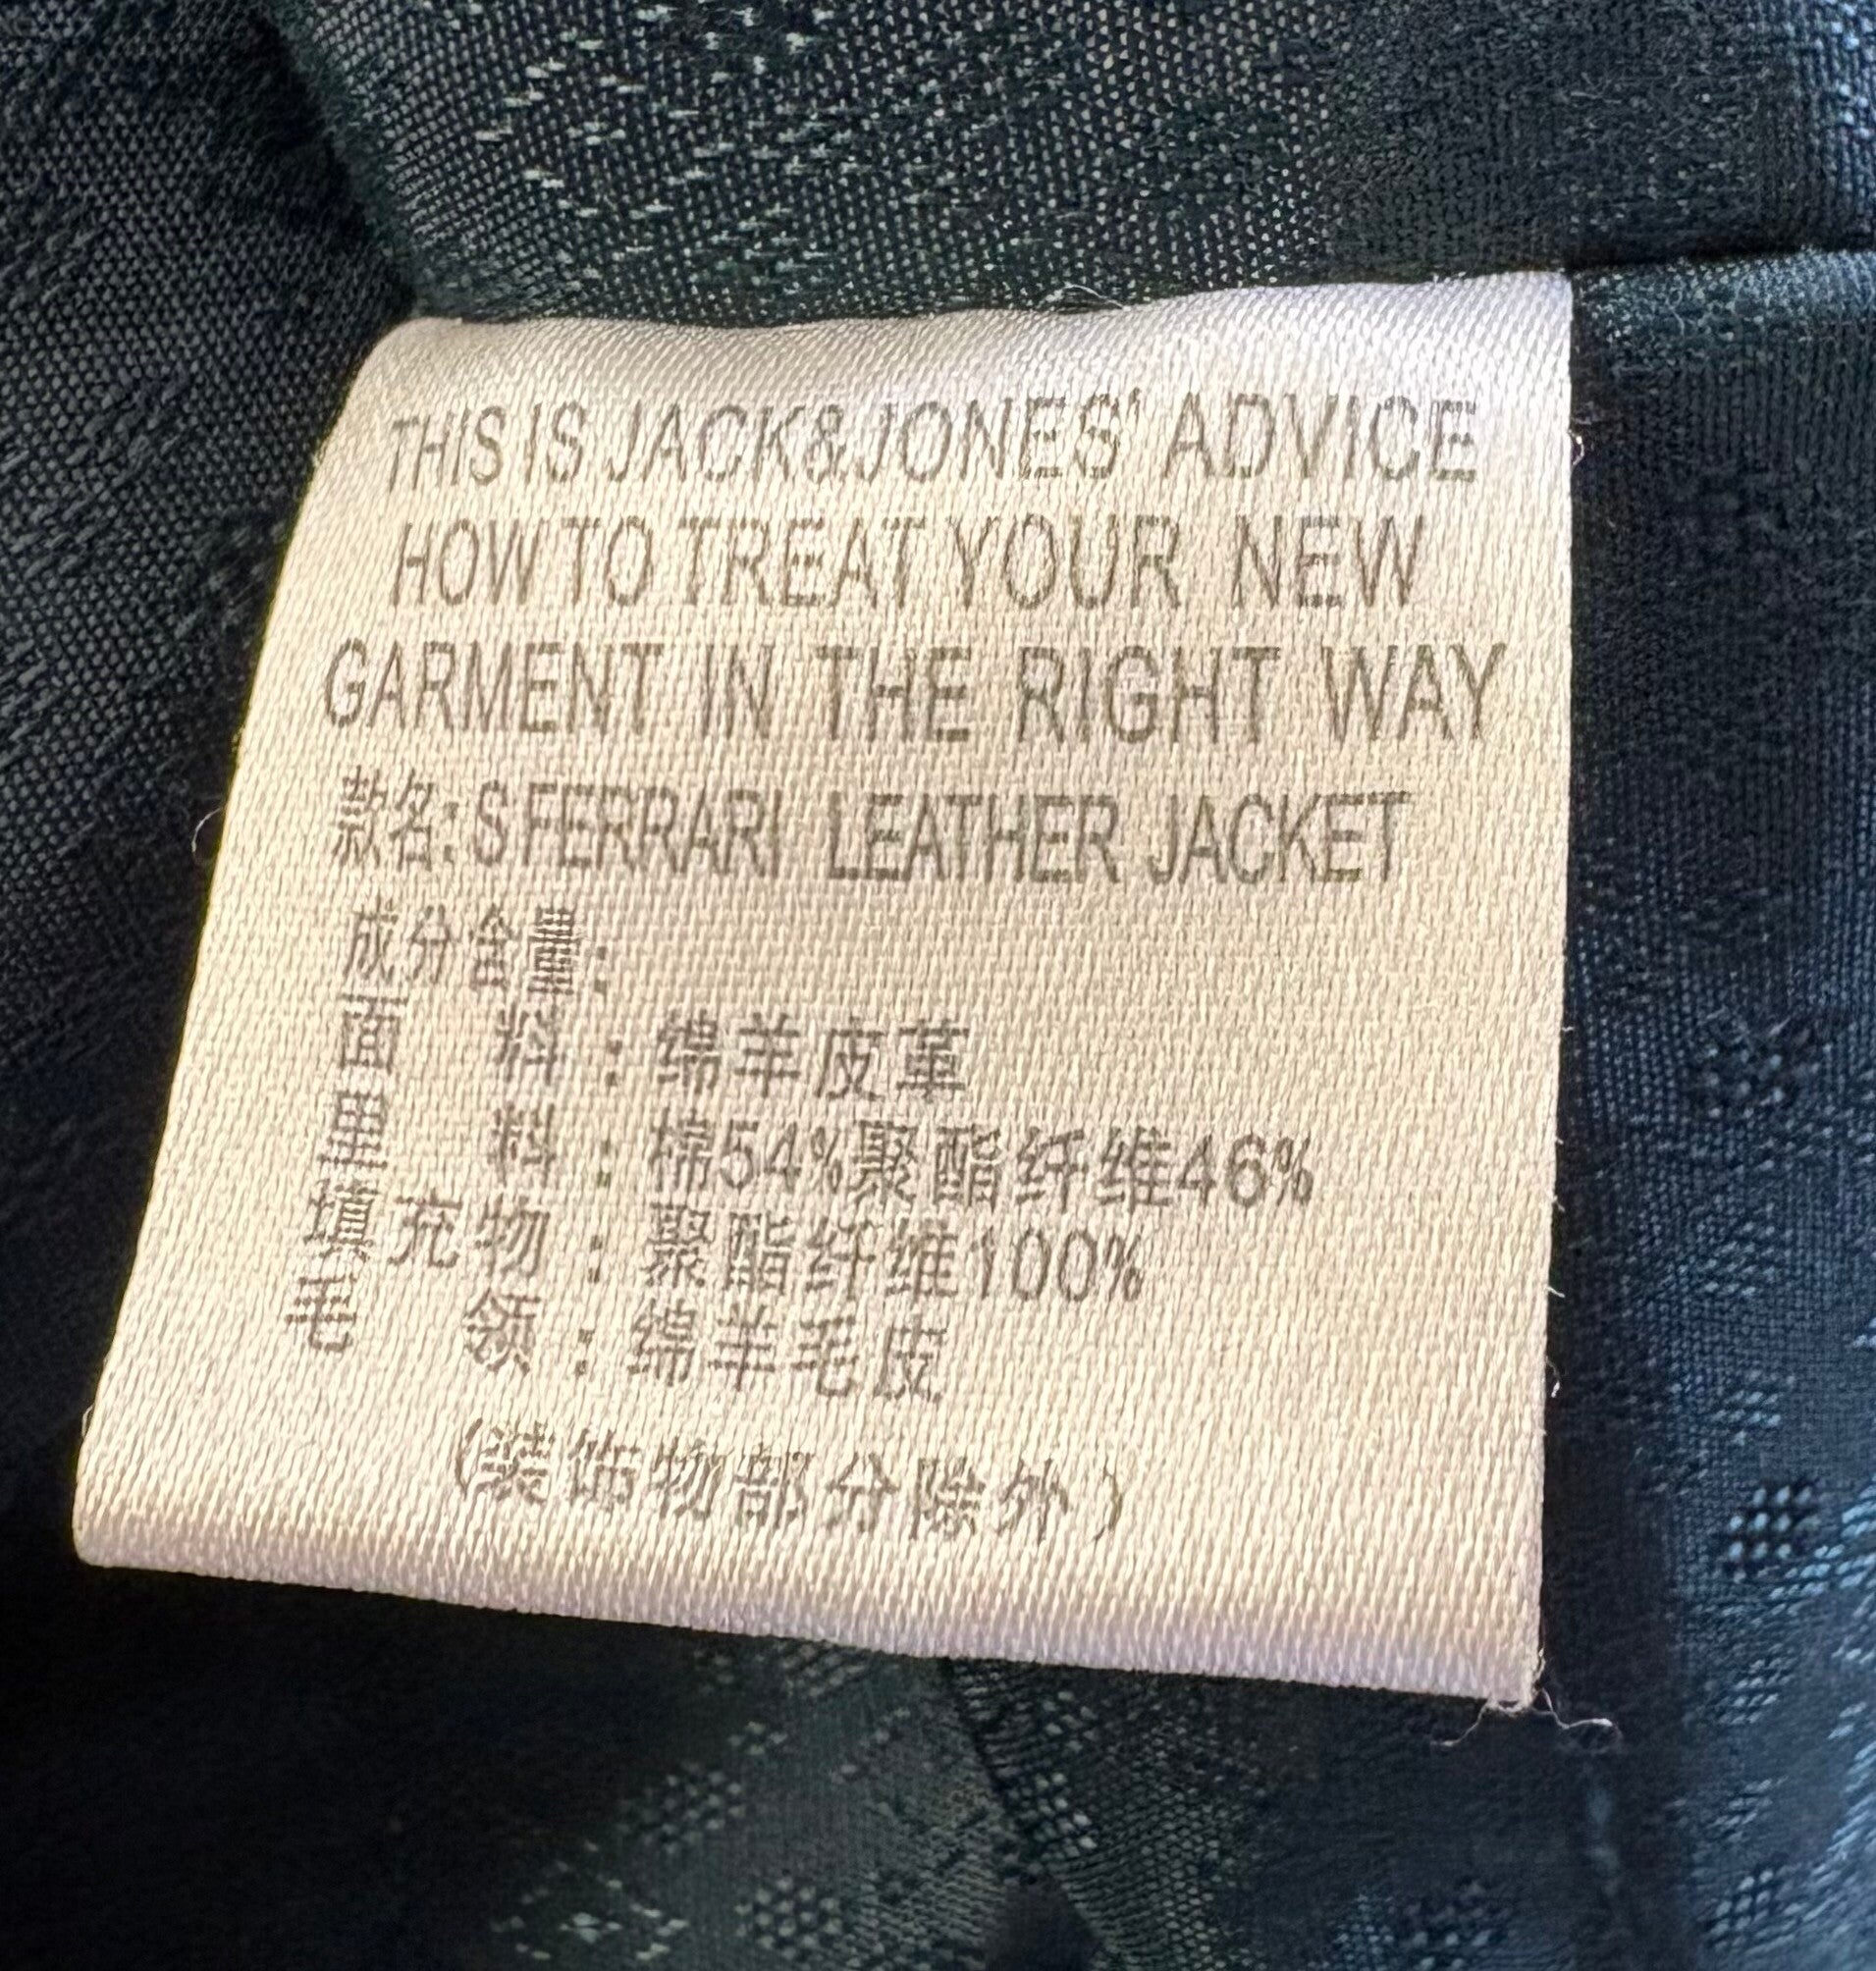 THIS IS JACK&JONES' ADVICE
HOW TO TREAT YOUR NEW
GARMENT IN THE RIGHT WAY
款名: S FERRARI LEATHER JACKET
成分含量:
面 料 : 绵羊皮革
里 料 : 棉54%聚酯纤维46%
填充物 : 聚酯纤维100%
毛 领 : 绵羊毛皮
(装饰物部分除外)